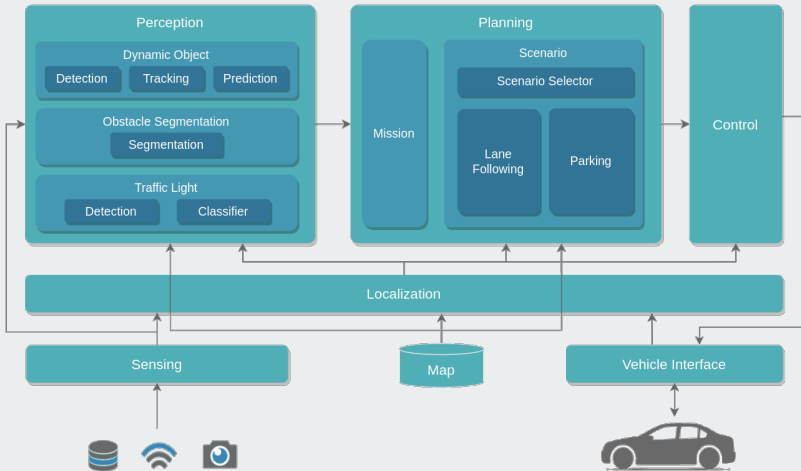 Perception
Dynamic Object
Detection
Tracking
Prediction
Obstacle Segmentation
Segmentation
Traffic Light
Detection
Classifier
Planning
Mission
Scenario
Scenario Selector
Lane
Following
Parking
Control
Localization
Sensing
Map
Vehicle Interface